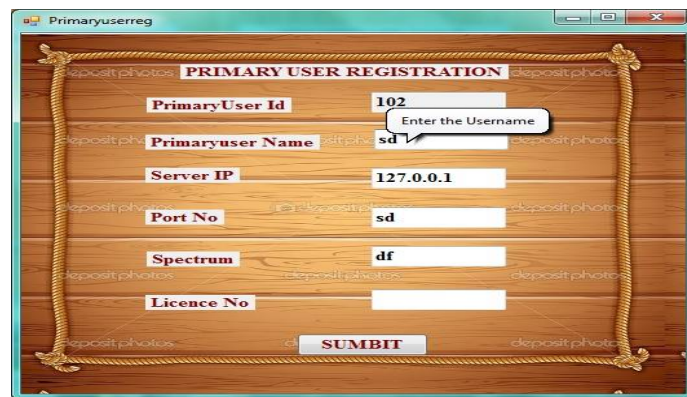 Primaryuserreg
PRIMARY USER REGISTRATION
PrimaryUser Id 102
Enter the Username
Primaryuser Name sd
Server IP 127.0.0.1
Port No sd
Spectrum df
Licence No
SUMBIT
depositphotos